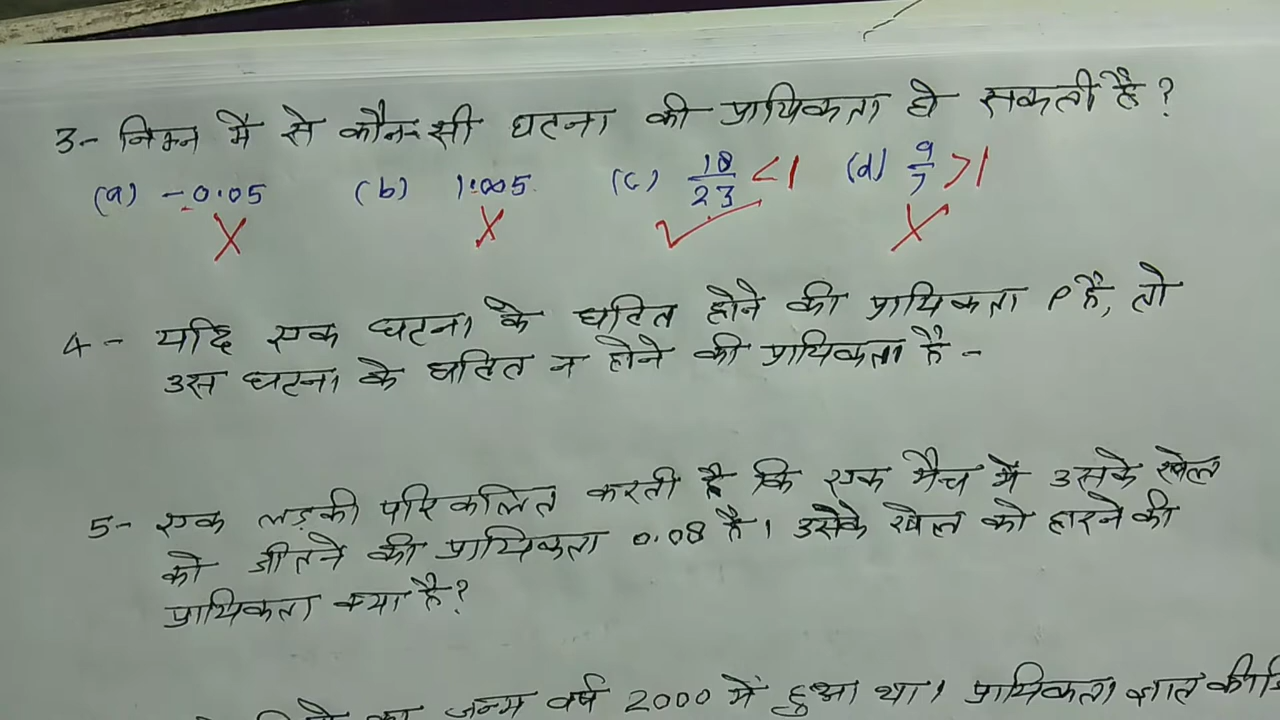 3- निम्न में से कौन-सी घटना की प्रायिकता हो सकती है?
(a) -0.05 (b) 1.005 (c) 18/23 <1 (d) 9/7 >1
4- यदि एक घटना के घटित होने की प्रायिकता P है, तो
उस घटना के घटित न होने की प्रायिकता है -
5- एक लड़की परिकलित करती है कि एक मैच में उसके खेल
को जीतने की प्रायिकता 0.08 है। उसके खेल को हारने की
प्रायिकता क्या है?
का जन्म वर्ष 2000 में हुआ था। प्रायिकता ज्ञात